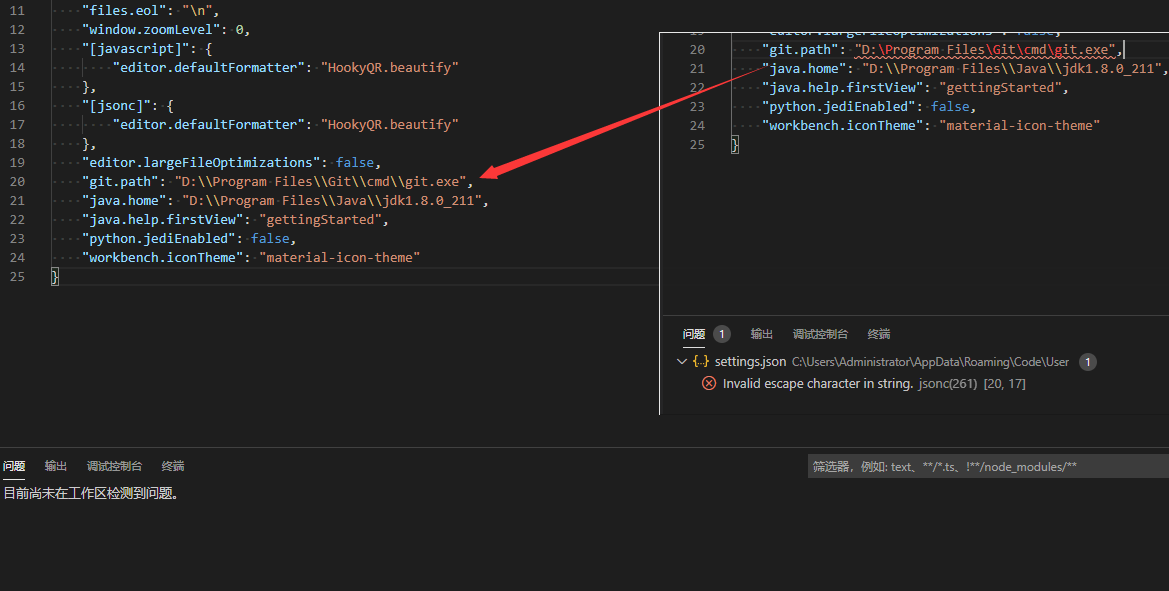 11 "files.eol": "\n",
12 "window.zoomLevel": 0,
13 "[javascript]": {
14 "editor.defaultFormatter": "HookyQR.beautify"
15 },
16 "[jsonc]": {
17 "editor.defaultFormatter": "HookyQR.beautify"
18 },
19 "editor.largeFileOptimizations": false,
20 "git.path": "D:\\Program Files\\Git\\cmd\\git.exe",
21 "java.home": "D:\\Program Files\\Java\\jdk1.8.0_211",
22 "java.help.firstView": "gettingStarted",
23 "python.jediEnabled": false,
24 "workbench.iconTheme": "material-icon-theme"
25 }
19 "editor.largeFileOptimizations": false,
20 "git.path": "D:\Program Files\Git\cmd\git.exe",
21 "java.home": "D:\\Program Files\\Java\\jdk1.8.0_211",
22 "java.help.firstView": "gettingStarted",
23 "python.jediEnabled": false,
24 "workbench.iconTheme": "material-icon-theme"
25 }
问题 1 输出 调试控制台 终端
{..} settings.json C:\Users\Administrator\AppData\Roaming\Code\User 1
Invalid escape character in string. jsonc(261) [20, 17]
问题 输出 调试控制台 终端 筛选器，例如: text、**/*.ts、!**/node_modules/**
目前尚未在工作区检测到问题。